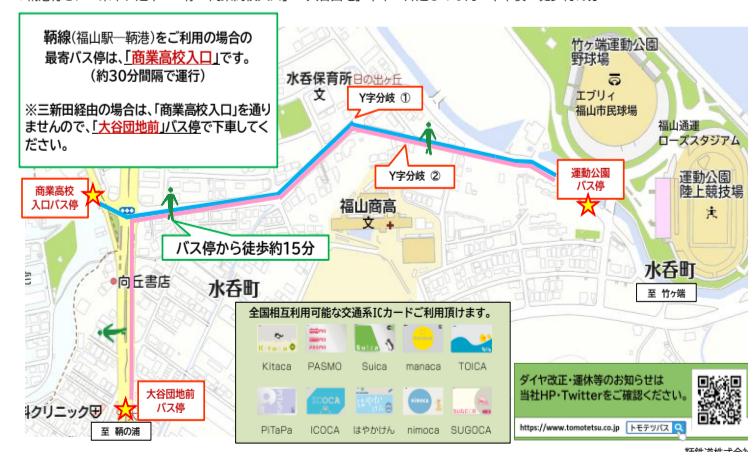 鞆線(福山駅―鞆港)をご利用の場合の
最寄バス停は、「商業高校入口」です。
(約30分間隔で運行)
※三新田経由の場合は、「商業高校入口」を通り
ませんので、「大谷団地前」バス停で下車してく
ださい。
水呑保育所
日の出ヶ丘
文
Y字分岐 ①
Y字分岐 ②
竹ヶ端運動公園
野球場
エブリィ
福山市民球場
福山通運
ローズスタジアム
運動公園
陸上競技場
運動公園
バス停
商業高校
入口バス停
福山商高
文
バス停から徒歩約15分
向丘書店
水呑町
水呑町
至 竹ヶ端
全国相互利用可能な交通系ICカードご利用頂けます。
Kitaca
PASMO
Suica
manaca
TOICA
PiTaPa
ICOCA
はやかけん
nimoca
SUGOCA
大谷団地前
バス停
科クリニック
至 鞆の浦
ダイヤ改正・運休等のお知らせは
当社HP・Twitterをご確認ください。
https://www.tomotetsu.co.jp
トモテツバス